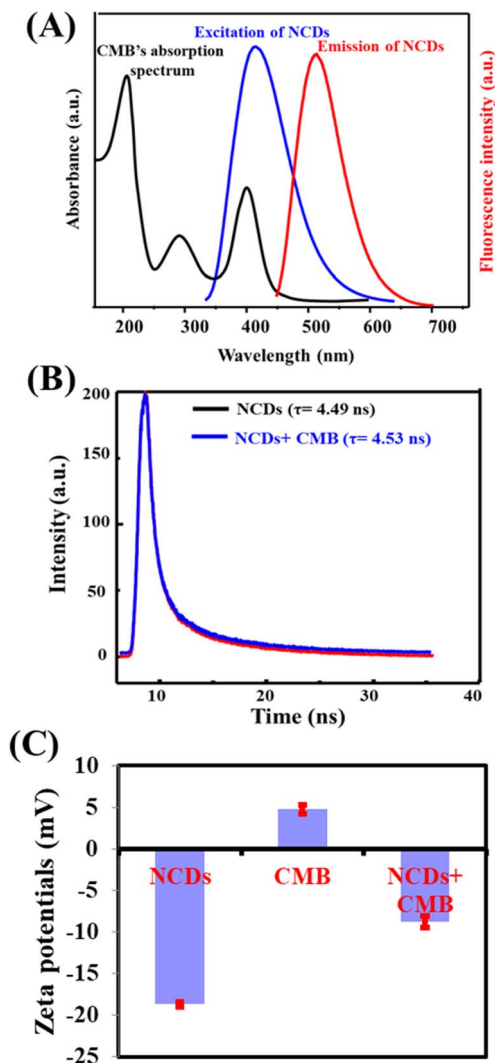 (A)
Excitation of NCDs
Emission of NCDs
CMB's absorption
spectrum
Absorbance (a.u.)
Fluorescence intensity (a.u.)
200 300 400 500 600 700
Wavelength (nm)
(B)
200
150
100
50
0
NCDs (τ= 4.49 ns)
NCDs+ CMB (τ= 4.53 ns)
Intensity (a.u.)
10 20 30 40
Time (ns)
(C)
10
5
0
-5
-10
-15
-20
-25
Zeta potentials (mV)
NCDs
CMB
NCDs+
CMB